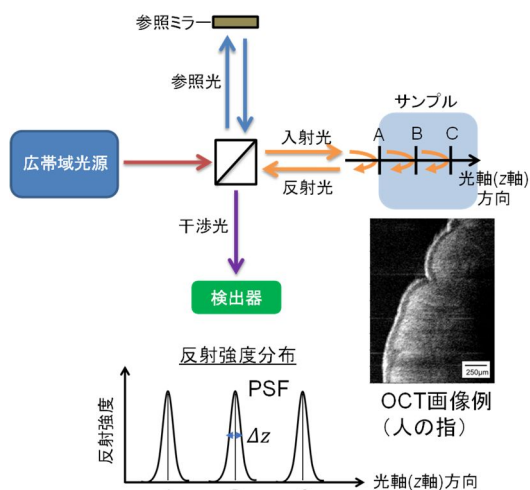 参照ミラー
参照光
サンプル
広帯域光源
入射光
反射光
A
B
C
光軸(z軸)
方向
干渉光
検出器
250μm
反射強度分布
PSF
Δz
反射強度
光軸(z軸)方向
OCT画像例
(人の指)